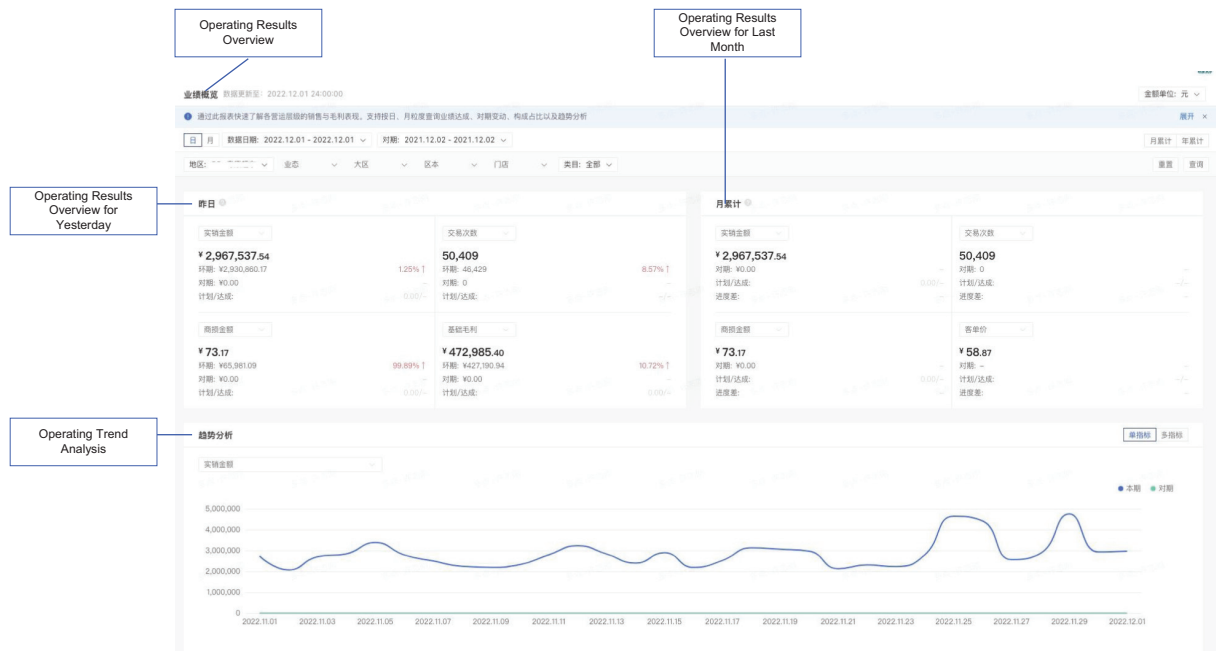 Operating Results
Overview
Operating Results
Overview for Last
Month
业绩概览 数据更新至: 2022.12.01 24:00:00
金额单位: 元
通过此报表快速了解各营运层级的销售与毛利表现，支持按日、月粒度查询业绩达成、对期变动、构成占比以及趋势分析
展开 ×
日 月 数据日期: 2022.12.01 - 2022.12.01 对期: 2021.12.02 - 2021.12.02
月累计 年累计
地区: 业态 大区 区本 门店 类目: 全部
重置 查询
Operating Results
Overview for
Yesterday
昨日
月累计
实销金额 交易次数
实销金额 交易次数
¥ 2,967,537.54 50,409
¥ 2,967,537.54 50,409
环期: ¥2,930,860.17 1.25% ↑ 环期: 46,429 8.57% ↑
对期: ¥0.00 -- 对期: 0 --
对期: ¥0.00 -- 对期: 0 --
计划/达成: 0.00/-- 计划/达成: --/--
计划/达成: 0.00/-- 计划/达成: --/--
进度差: -- 进度差: --
商损金额 基础毛利
商损金额 客单价
¥ 73.17 ¥ 472,985.40
¥ 73.17 ¥ 58.87
环期: ¥65,981.09 99.89% ↑ 环期: ¥427,190.94 10.72% ↑
对期: ¥0.00 -- 对期: --
对期: ¥0.00 -- 对期: ¥0.00 --
计划/达成: 0.00/-- 计划/达成: --/--
计划/达成: 0.00/-- 计划/达成: 0.00/--
进度差: -- 进度差: --
Operating Trend
Analysis
趋势分析
单指标 多指标
实销金额
本期 对期
5,000,000
4,000,000
3,000,000
2,000,000
1,000,000
0
2022.11.01 2022.11.03 2022.11.05 2022.11.07 2022.11.09 2022.11.11 2022.11.13 2022.11.15 2022.11.17 2022.11.19 2022.11.21 2022.11.23 2022.11.25 2022.11.27 2022.11.29 2022.12.01